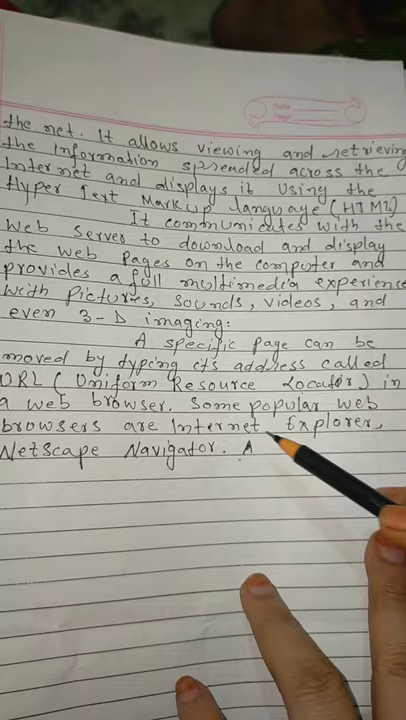 Date
Page
the net. It allows viewing and retrieving
the information spreaded across the
Internet and displays it using the
Hyper Text Markup language (HTML)
It communicates with the
Web server to download and display
the web pages on the computer and
provides a full multimedia experience
with pictures, sounds, videos, and
even 3-D imaging:
A specific page can be
moved by typing its address called
URL (Uniform Resource Locator) in
a web browser. Some popular web
browsers are Internet Explorer,
NetScape Navigator. A